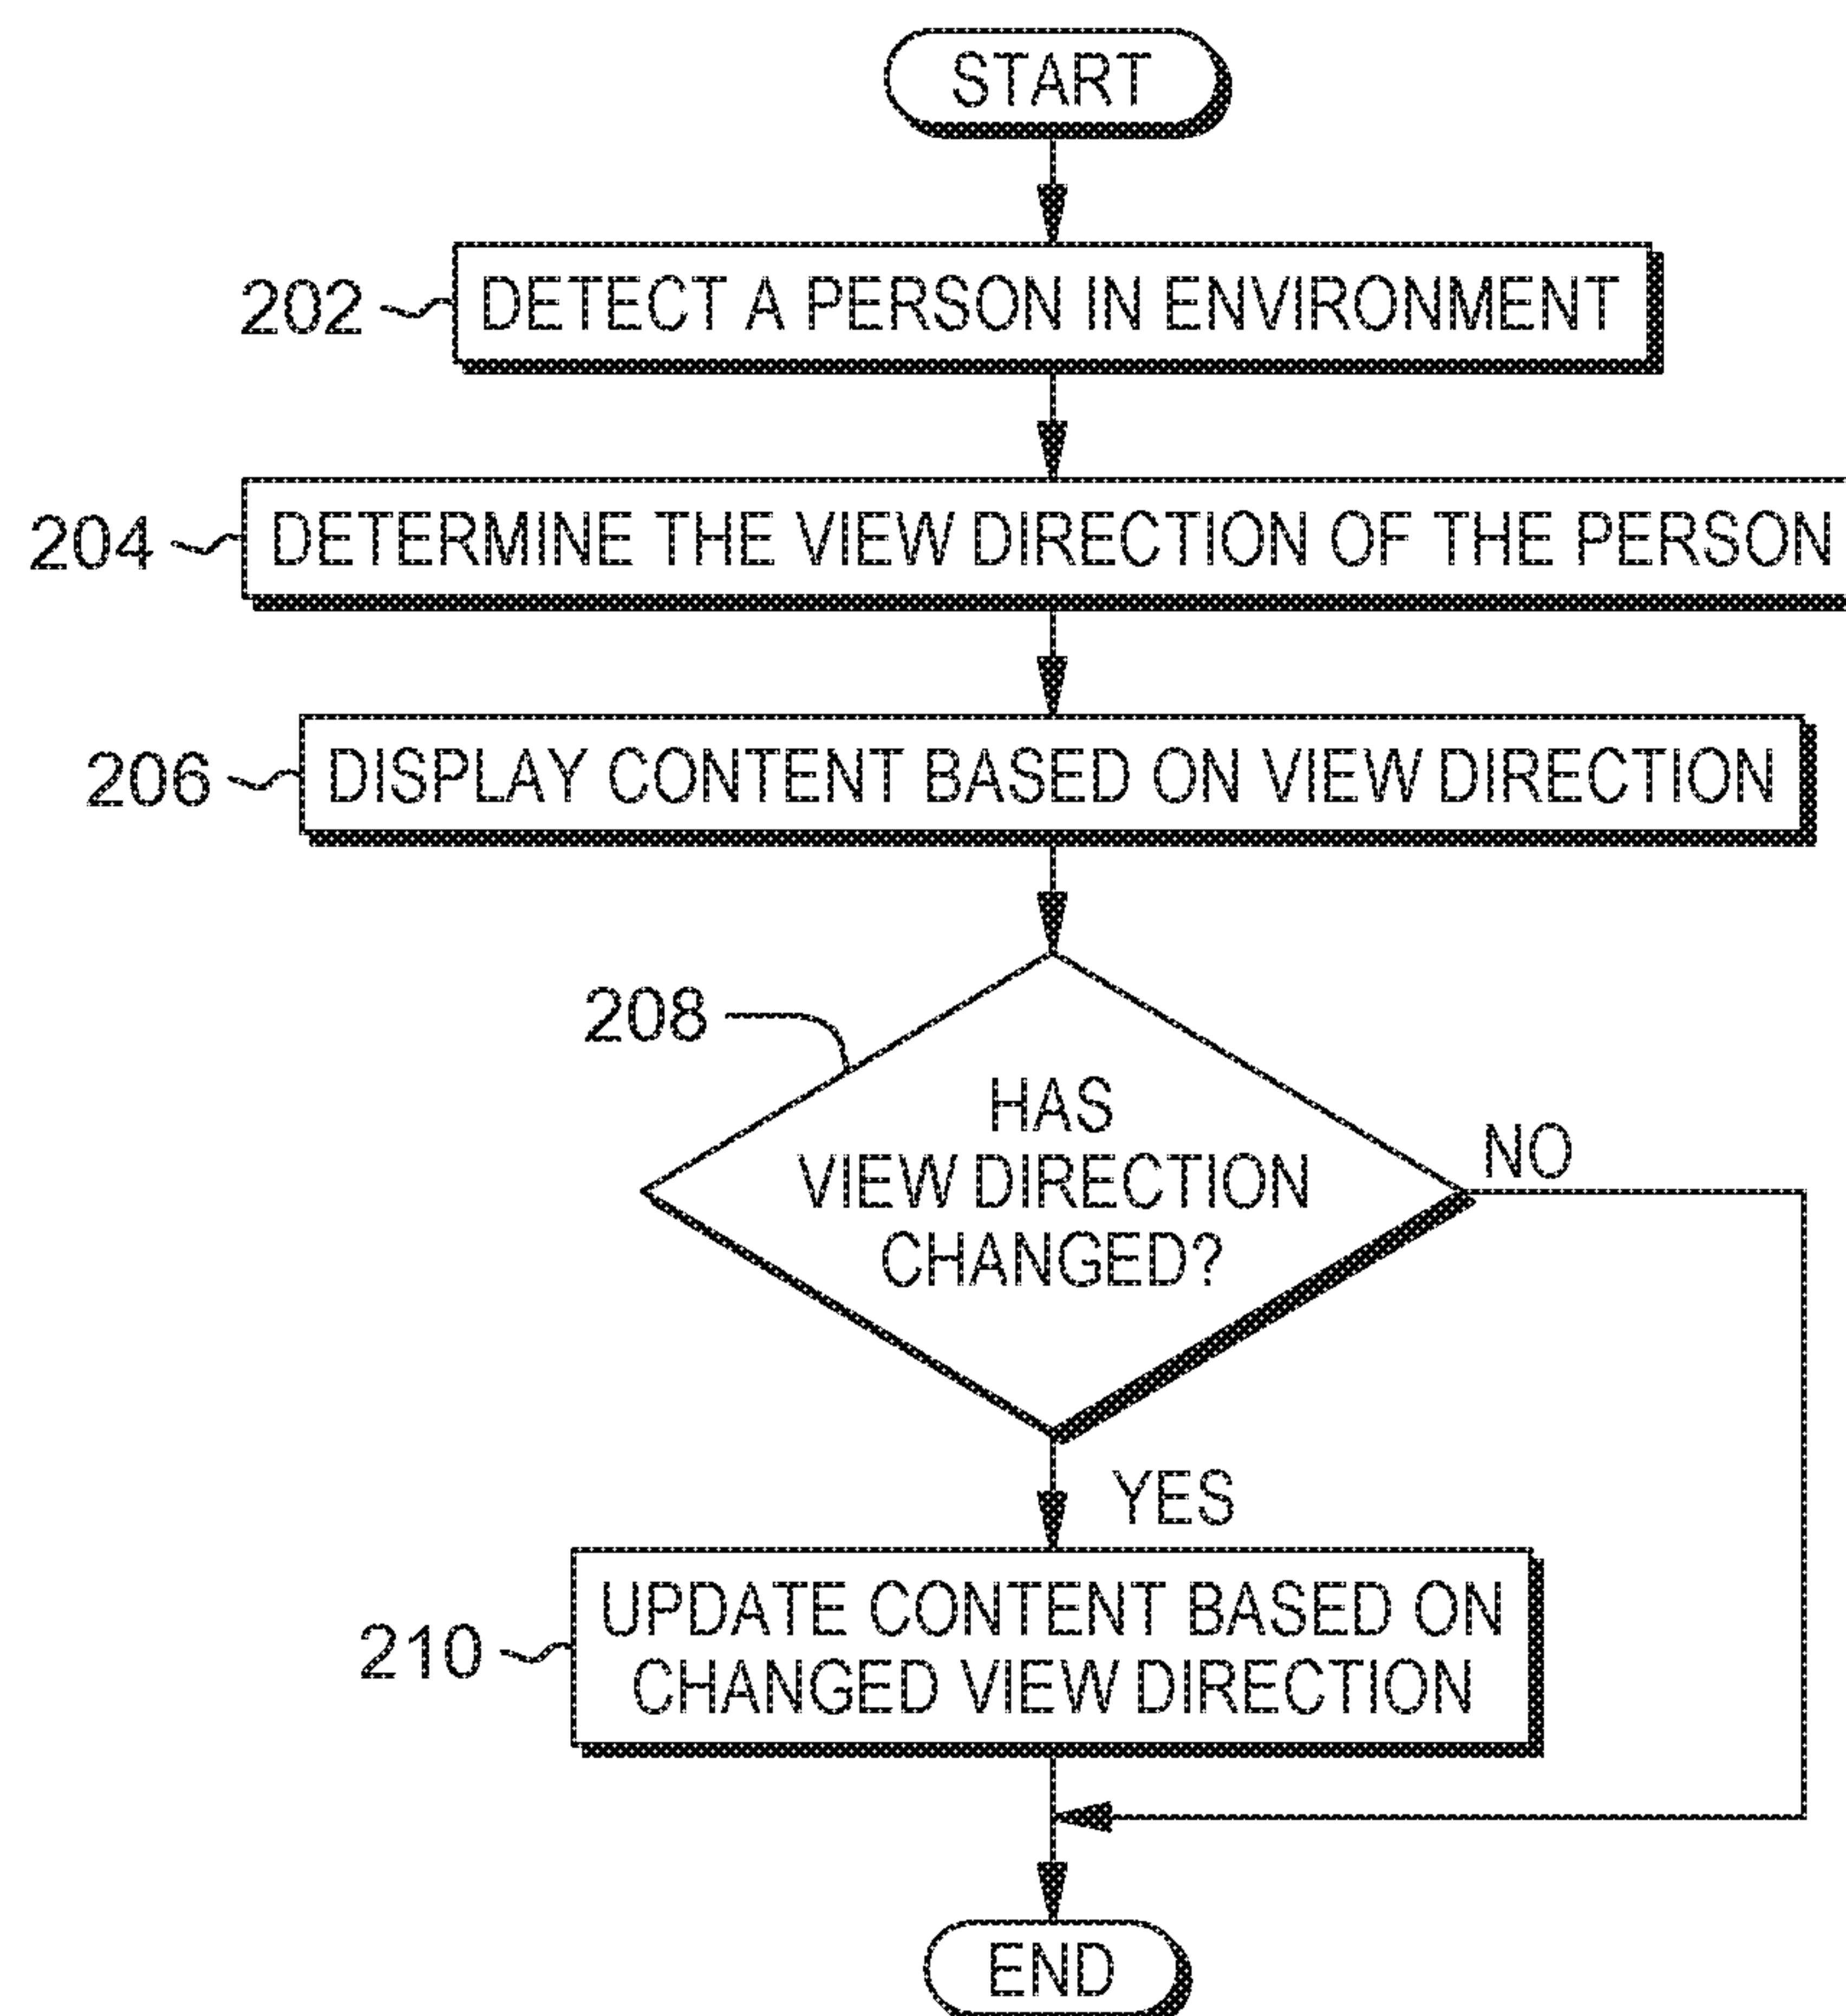 START
202
DETECT A PERSON IN ENVIRONMENT
204
DETERMINE THE VIEW DIRECTION OF THE PERSON
206
DISPLAY CONTENT BASED ON VIEW DIRECTION
208
HAS
VIEW DIRECTION
CHANGED?
NO
YES
210
UPDATE CONTENT BASED ON
CHANGED VIEW DIRECTION
END